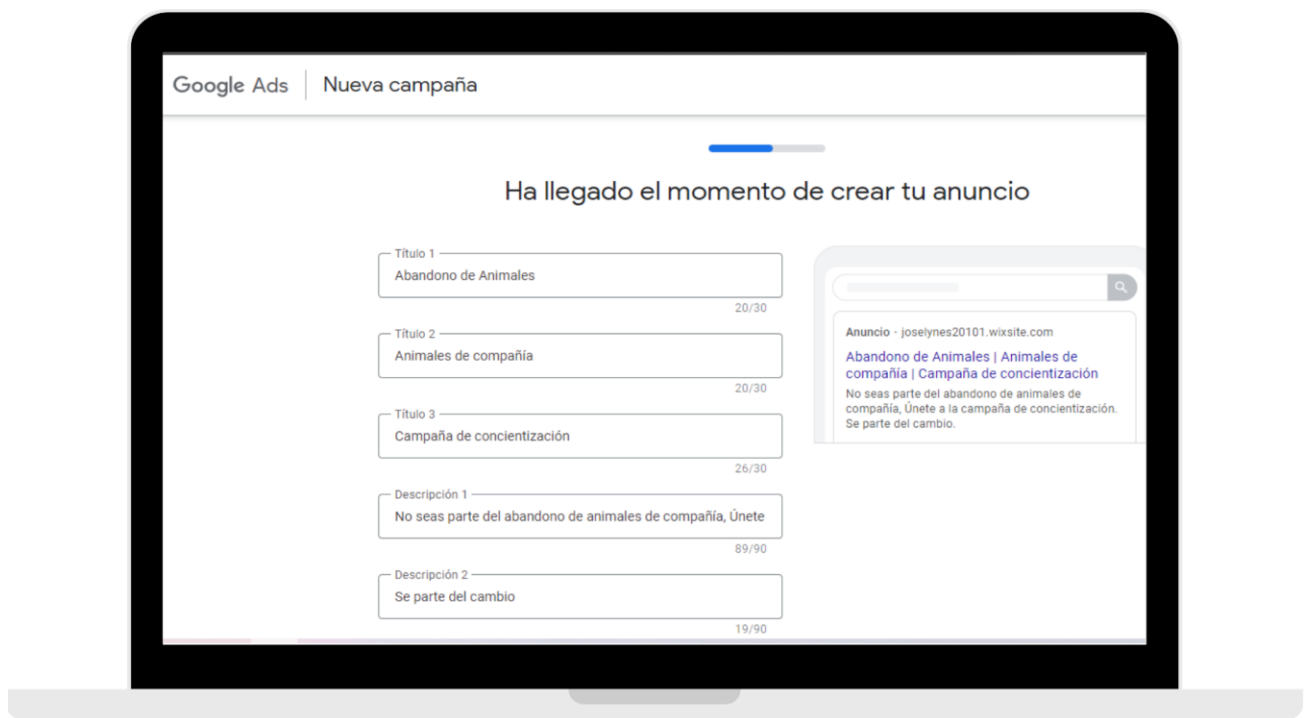 Google Ads
Nueva campaña
Ha llegado el momento de crear tu anuncio
Título 1
Abandono de Animales
20/30
Título 2
Animales de compañía
20/30
Título 3
Campaña de concientización
26/30
Descripción 1
No seas parte del abandono de animales de compañía, Únete
89/90
Descripción 2
Se parte del cambio
19/90
Anuncio · joselynes20101.wixsite.com
Abandono de Animales | Animales de
compañía | Campaña de concientización
No seas parte del abandono de animales de
compañía, Únete a la campaña de concientización.
Se parte del cambio.